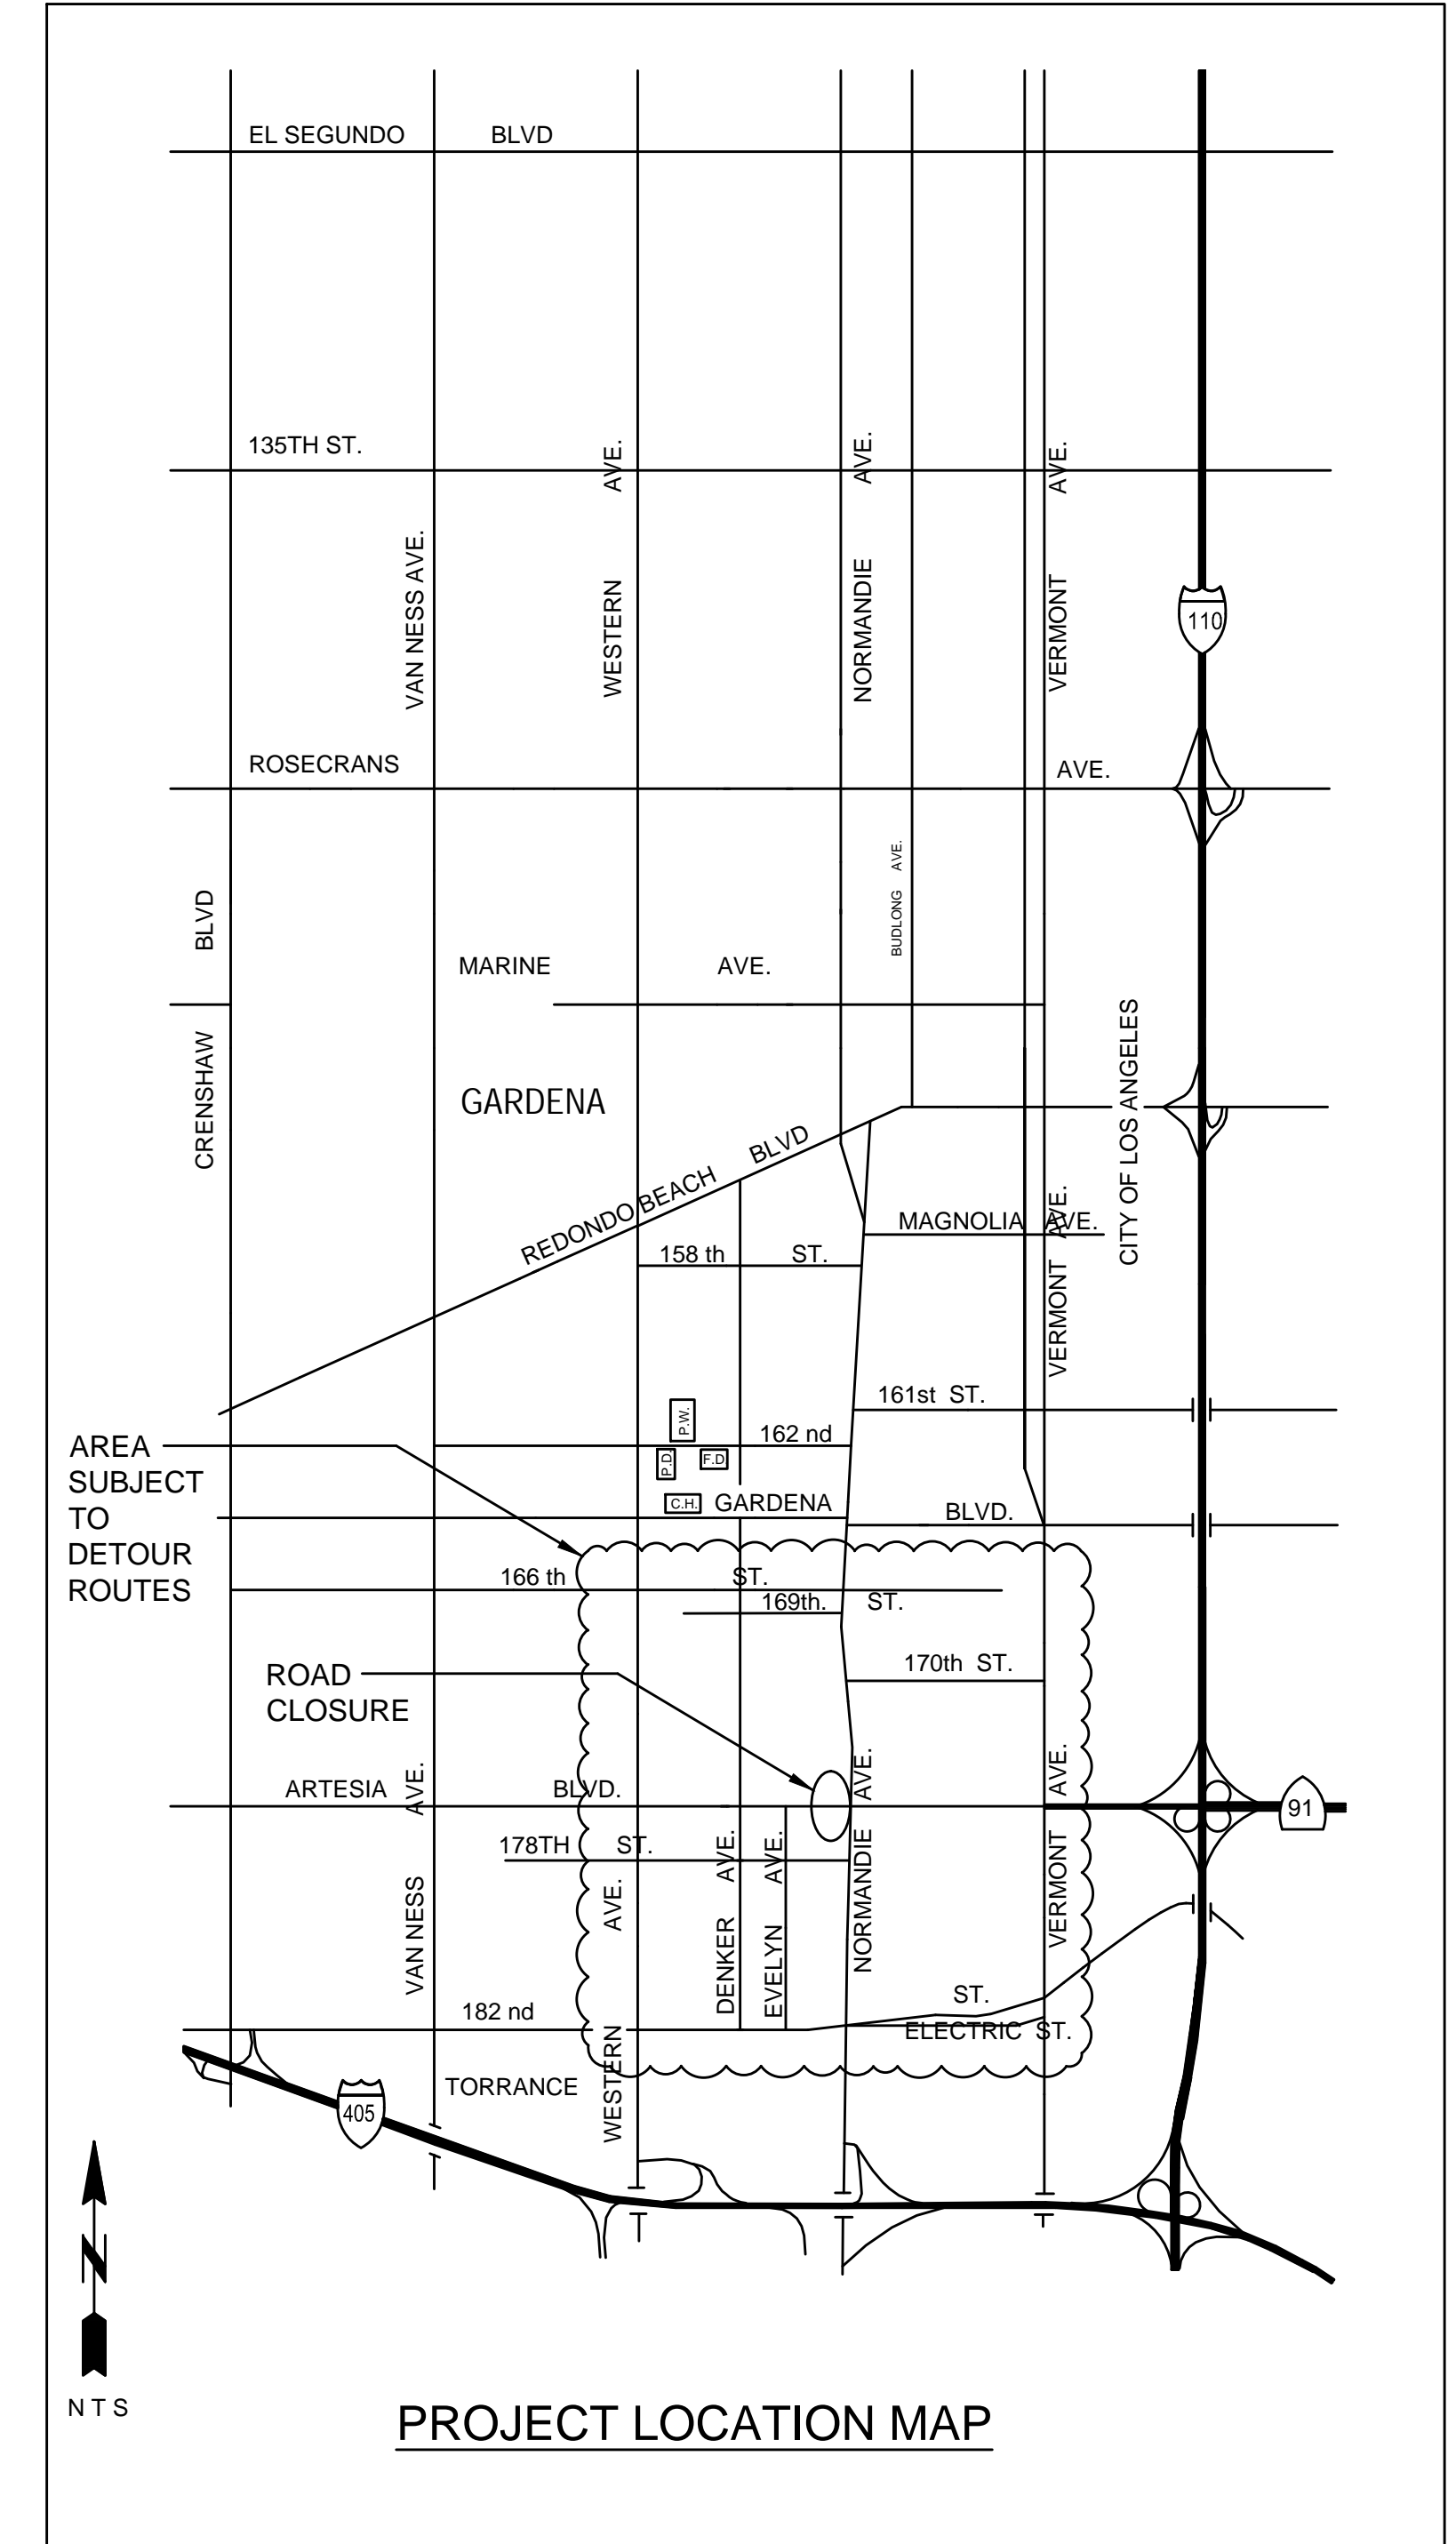 EL SEGUNDO BLVD
135TH ST.
VAN NESS AVE.
WESTERN AVE.
NORMANDIE AVE.
VERMONT AVE.
110
ROSECRANS AVE.
BUDLONG AVE.
CRENSHAW BLVD
MARINE AVE.
GARDENA
CITY OF LOS ANGELES
REDONDO BEACH BLVD
MAGNOLIA AVE.
VERMONT AVE.
158 th ST.
161st ST.
P.W.
162 nd
P.D.
F.D
C.H.
GARDENA BLVD.
AREA
SUBJECT
TO
DETOUR
ROUTES
166 th ST.
169th. ST.
170th ST.
ROAD
CLOSURE
ARTESIA BLVD.
91
178TH ST.
VAN NESS AVE.
WESTERN AVE.
DENKER AVE.
EVELYN AVE.
NORMANDIE AVE.
VERMONT AVE.
182 nd ST.
ELECTRIC ST.
TORRANCE
405
N
N T S
PROJECT LOCATION MAP